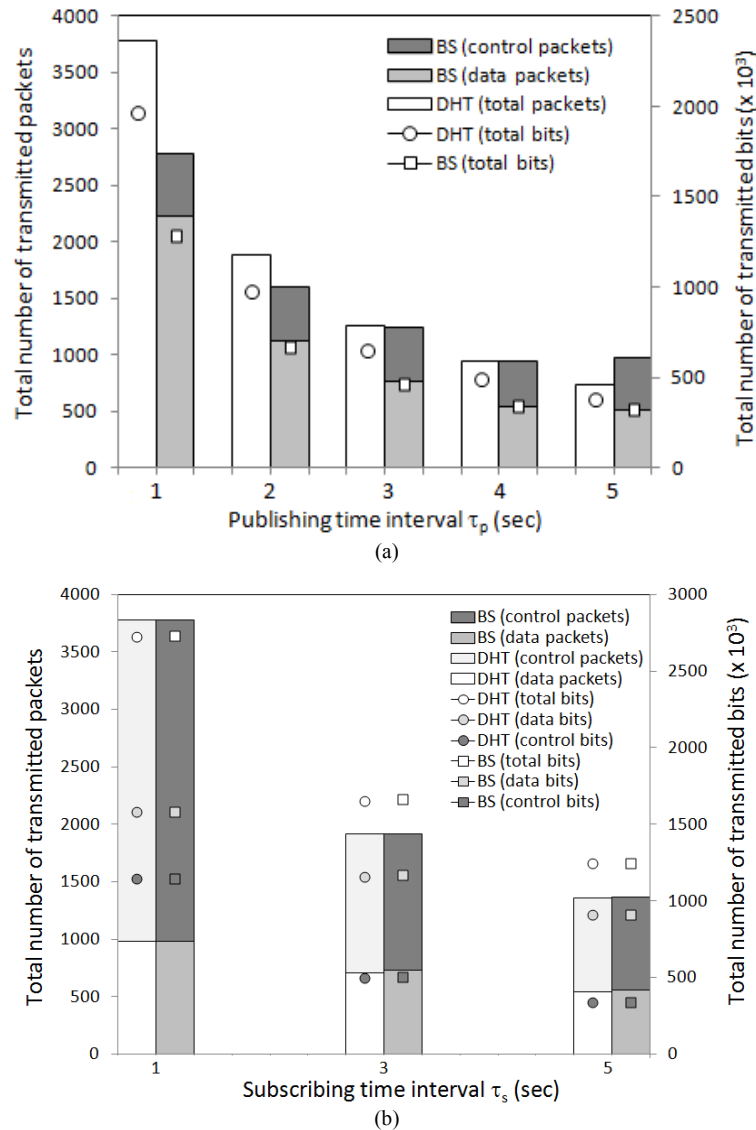 4000
3500
3000
2500
2000
1500
1000
500
0
Total number of transmitted packets
BS (control packets)
BS (data packets)
DHT (total packets)
DHT (total bits)
BS (total bits)
2500
2000
1500
1000
500
0
Total number of transmitted bits (x 10³)
1 2 3 4 5
Publishing time interval τp (sec)
(a)
4000
3500
3000
2500
2000
1500
1000
500
0
Total number of transmitted packets
BS (control packets)
BS (data packets)
DHT (control packets)
DHT (data packets)
DHT (total bits)
DHT (data bits)
DHT (control bits)
BS (total bits)
BS (data bits)
BS (control bits)
3000
2500
2000
1500
1000
500
0
Total number of transmitted bits (x 10³)
1 3 5
Subscribing time interval τs (sec)
(b)